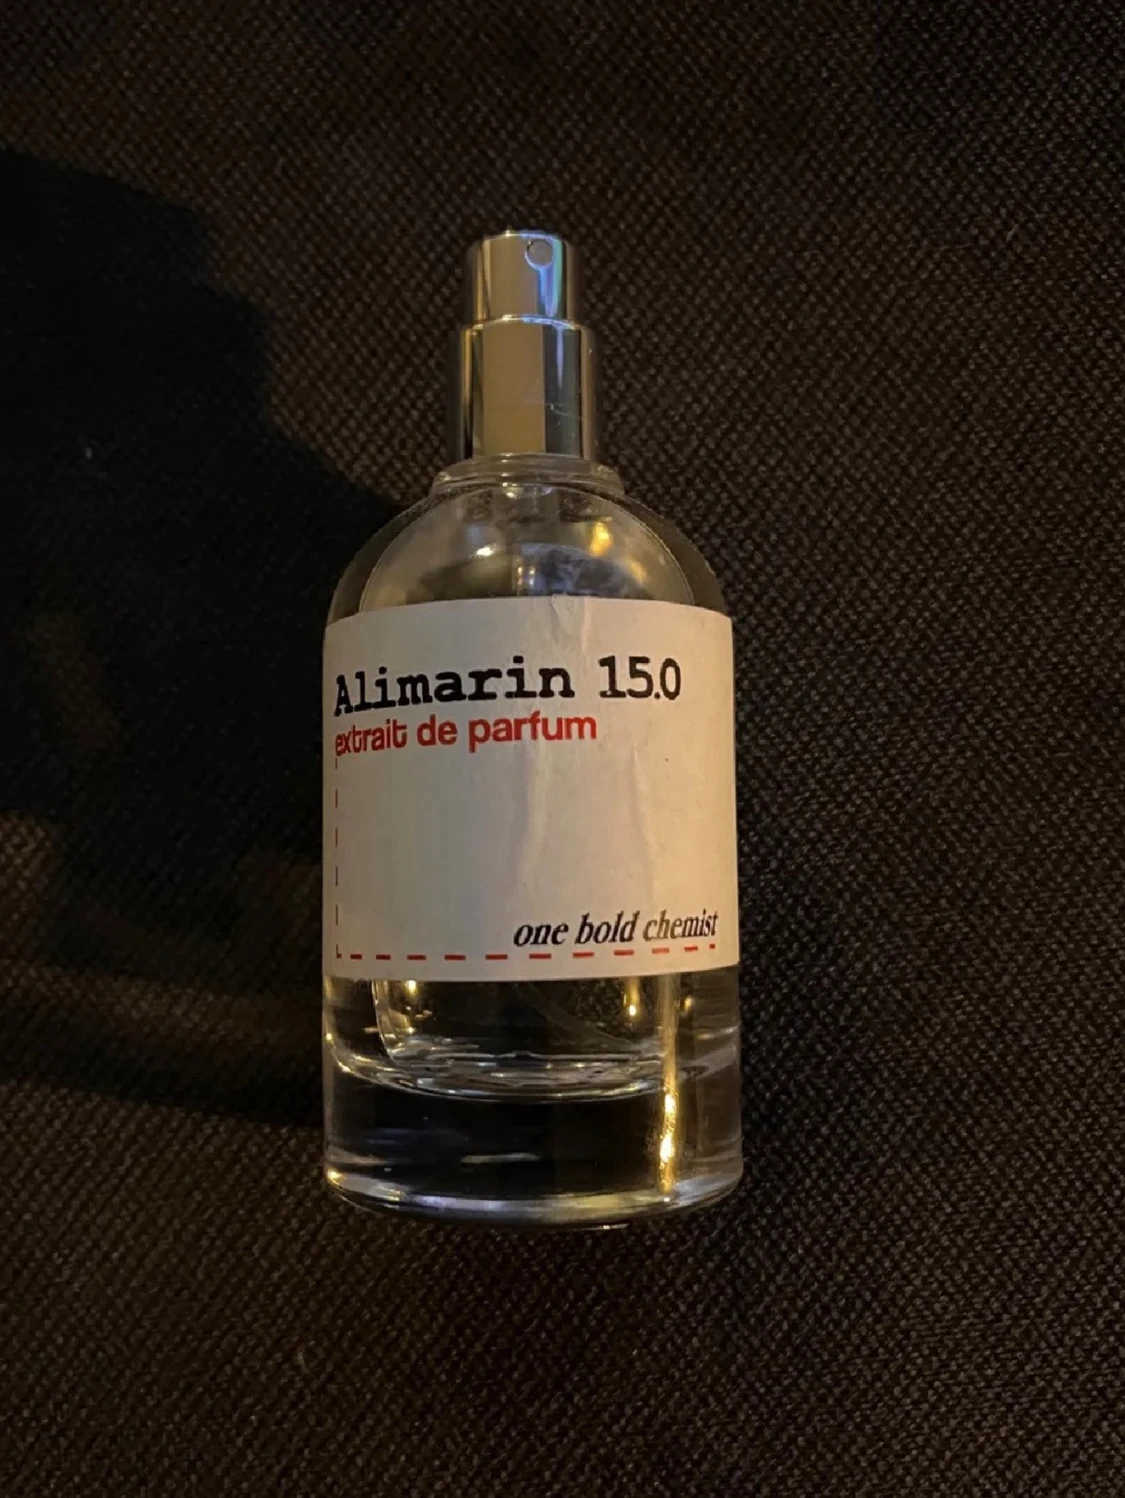 Alimarin 15.0
extrait de parfum
one bold chemist